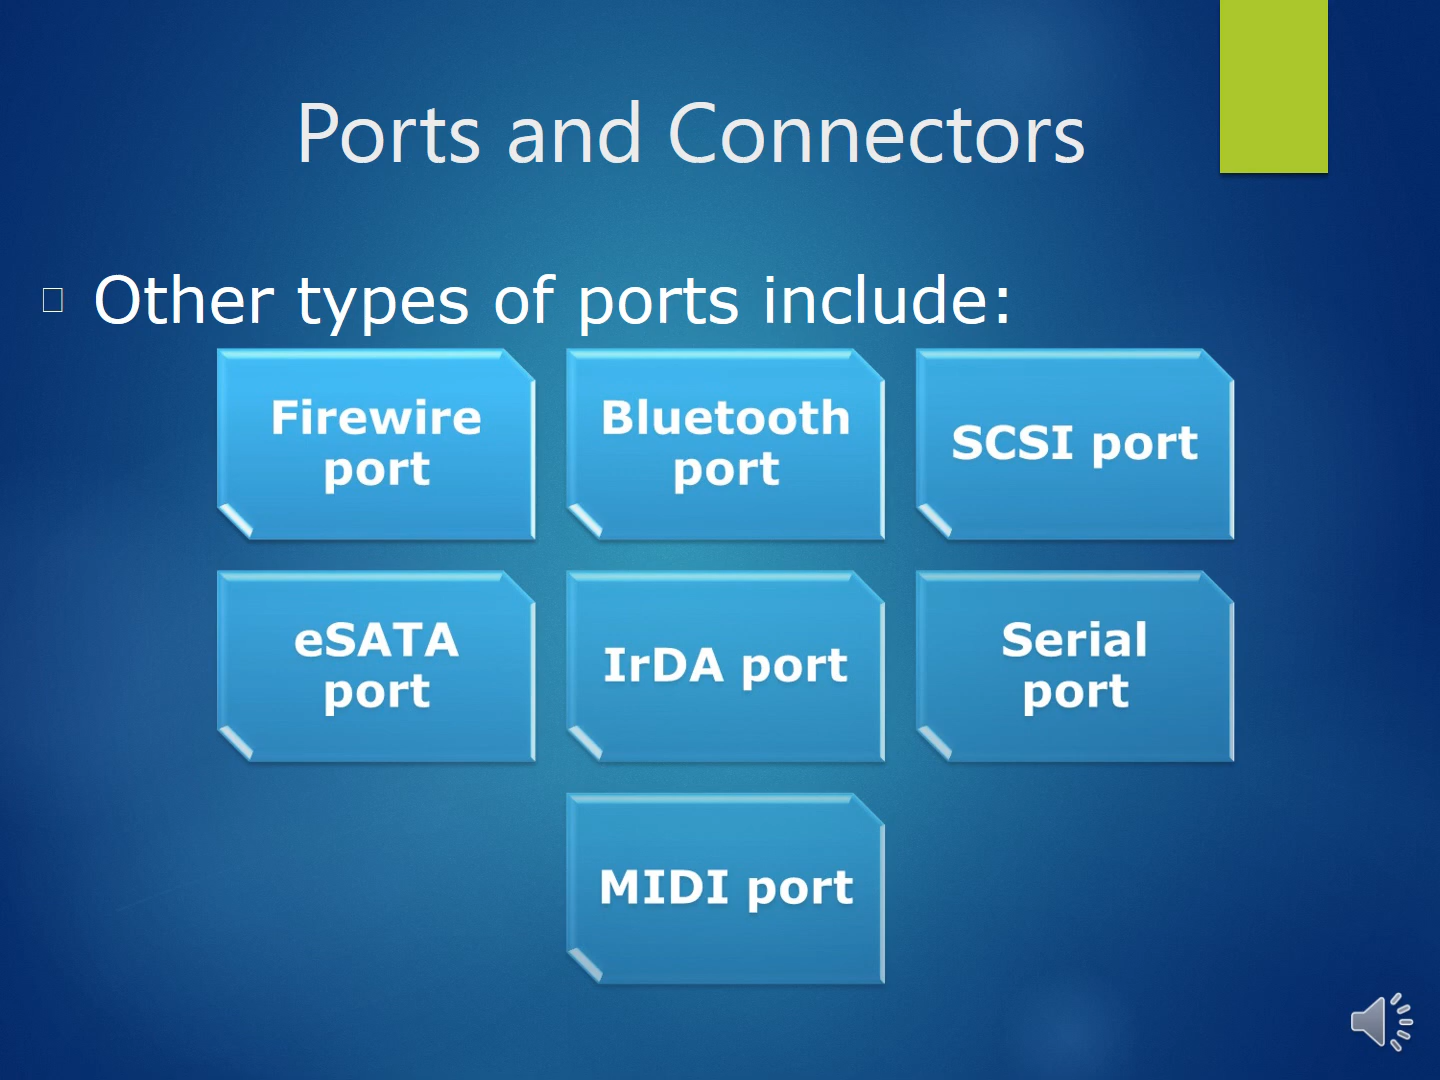 Ports and Connectors
Other types of ports include:
Firewire
port
Bluetooth
port
SCSI port
eSATA
port
IrDA port
Serial
port
MIDI port